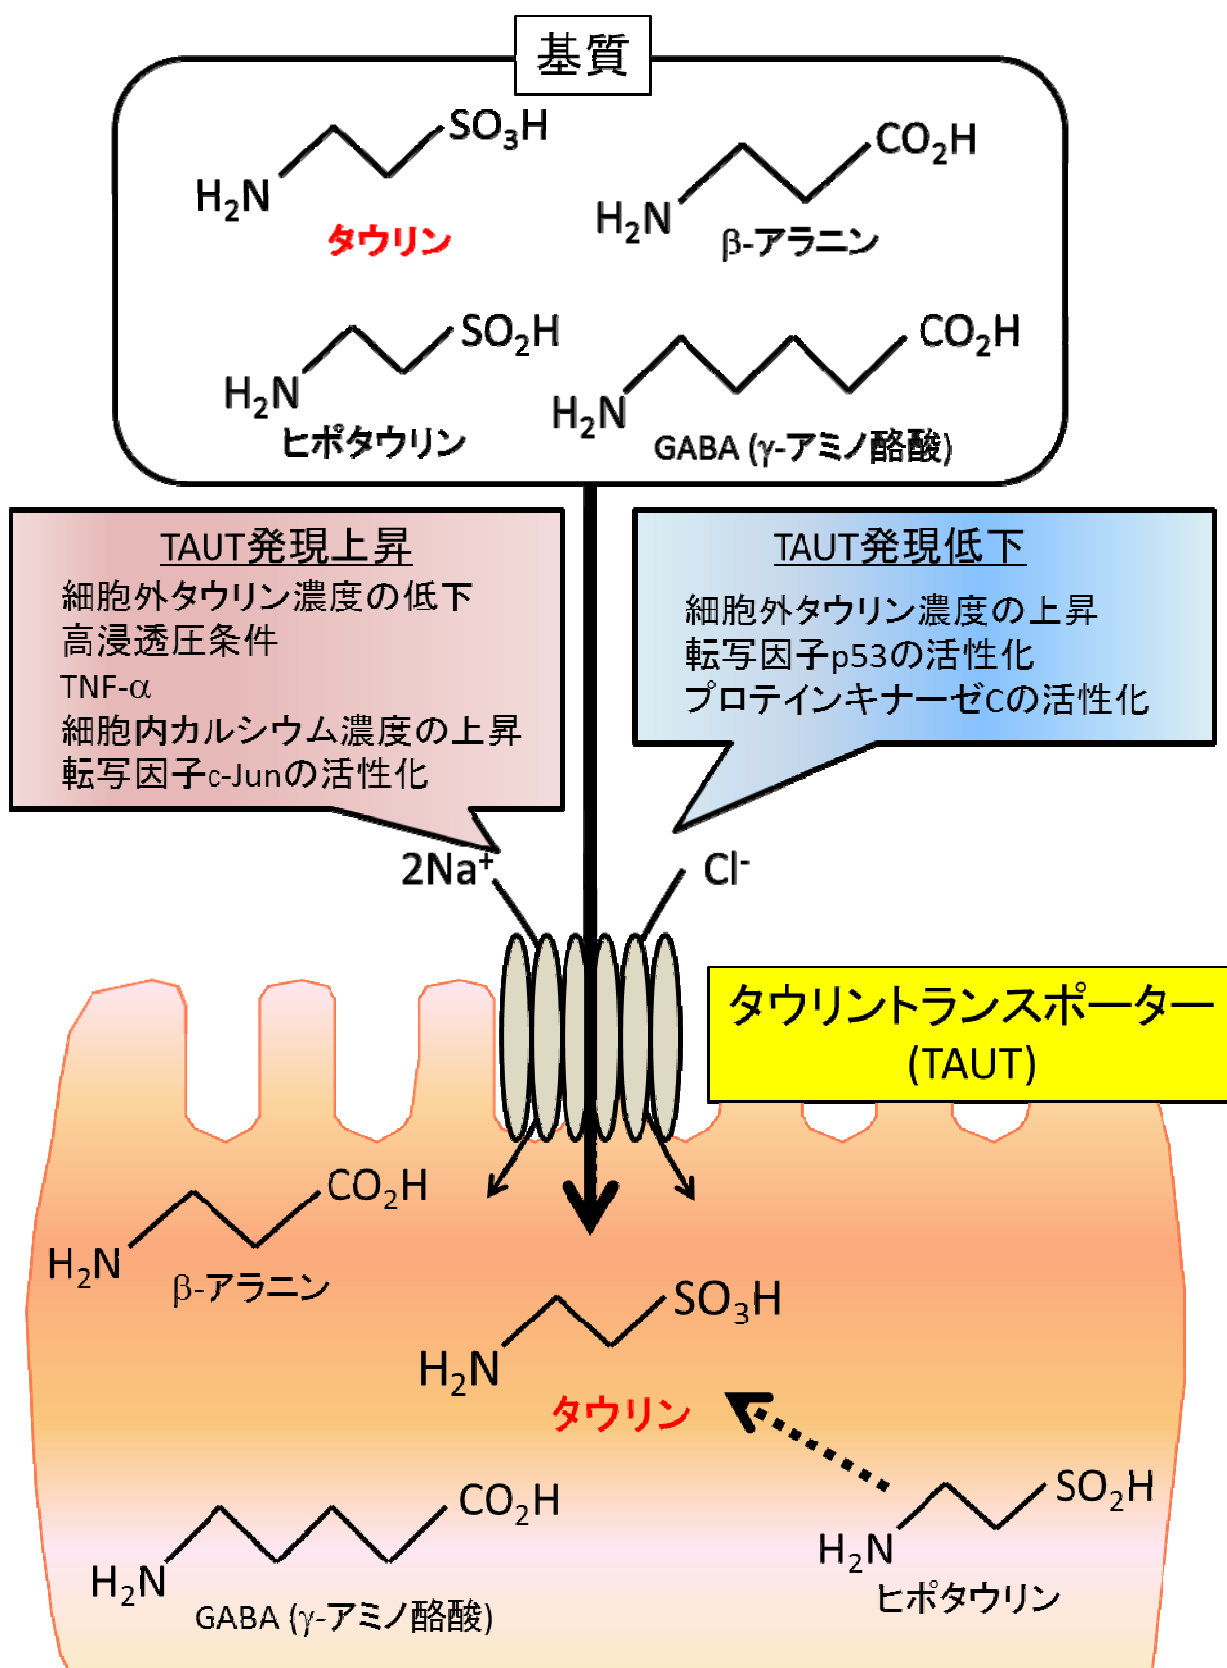 基質
H₂N SO₃H
タウリン
H₂N CO₂H
β-アラニン
H₂N SO₂H
ヒポタウリン
H₂N CO₂H
GABA (γ-アミノ酪酸)
TAUT発現上昇
細胞外タウリン濃度の低下
高浸透圧条件
TNF-α
細胞内カルシウム濃度の上昇
転写因子c-Junの活性化
TAUT発現低下
細胞外タウリン濃度の上昇
転写因子p53の活性化
プロテインキナーゼCの活性化
2Na⁺
Cl⁻
タウリントランスポーター
(TAUT)
H₂N CO₂H
β-アラニン
H₂N SO₃H
タウリン
H₂N CO₂H
GABA (γ-アミノ酪酸)
H₂N SO₂H
ヒポタウリン